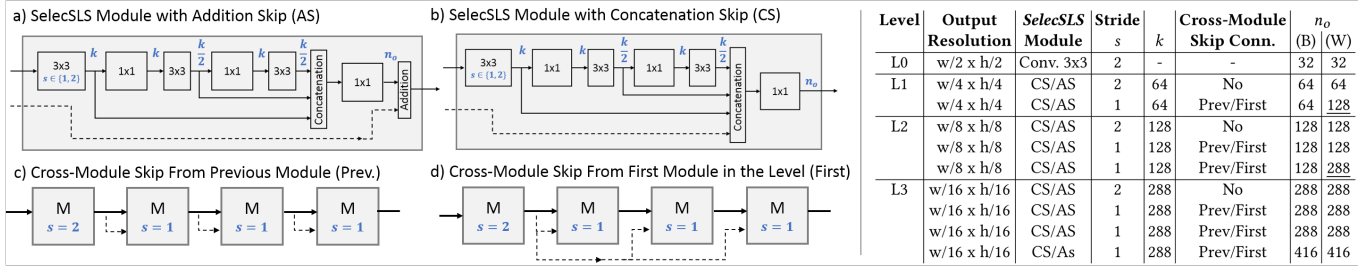 a) SelecSLS Module with Addition Skip (AS)
3x3
s ∈ {1, 2}
k
1x1
k
3x3
k/2
1x1
k
3x3
k/2
Concatenation
1x1
n_o
Addition
b) SelecSLS Module with Concatenation Skip (CS)
3x3
s ∈ {1, 2}
k
1x1
k
3x3
k/2
1x1
k
3x3
k/2
Concatenation
1x1
n_o
c) Cross-Module Skip From Previous Module (Prev.)
M M M M
s = 2 s = 1 s = 1 s = 1
d) Cross-Module Skip From First Module in the Level (First)
M M M M
s = 2 s = 1 s = 1 s = 1
Level Output SelecSLS Stride Cross-Module n_o
Resolution Module s k Skip Conn. (B) (W)
L0 w/2 x h/2 Conv. 3x3 2 - - 32 32
L1 w/4 x h/4 CS/AS 2 64 No 64 64
w/4 x h/4 CS/AS 1 64 Prev/First 64 128
L2 w/8 x h/8 CS/AS 2 128 No 128 128
w/8 x h/8 CS/AS 1 128 Prev/First 128 128
w/8 x h/8 CS/AS 1 128 Prev/First 128 288
L3 w/16 x h/16 CS/AS 2 288 No 288 288
w/16 x h/16 CS/AS 1 288 Prev/First 288 288
w/16 x h/16 CS/AS 1 288 Prev/First 288 288
w/16 x h/16 CS/As 1 288 Prev/First 416 416